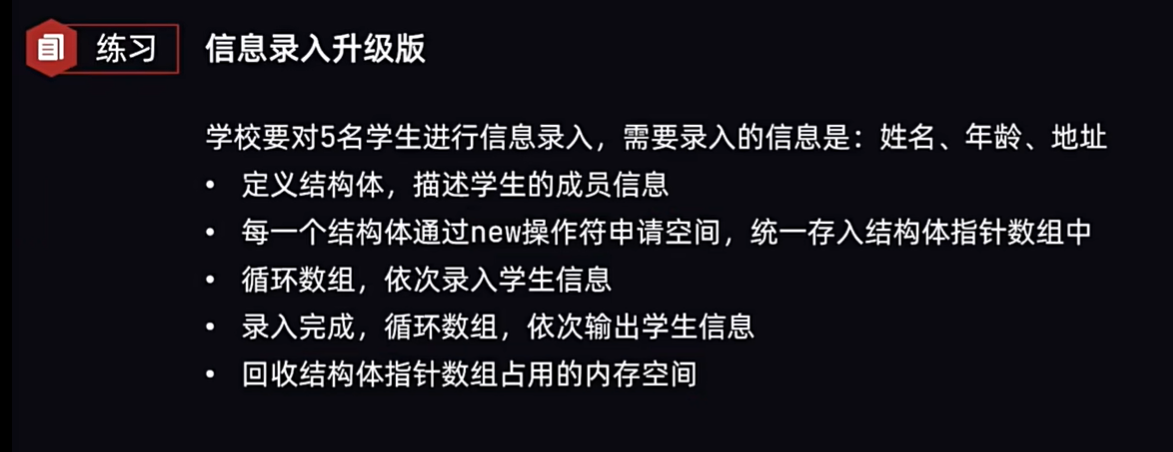 练习 信息录入升级版
学校要对5名学生进行信息录入，需要录入的信息是：姓名、年龄、地址
• 定义结构体，描述学生的成员信息
• 每一个结构体通过new操作符申请空间，统一存入结构体指针数组中
• 循环数组，依次录入学生信息
• 录入完成，循环数组，依次输出学生信息
• 回收结构体指针数组占用的内存空间